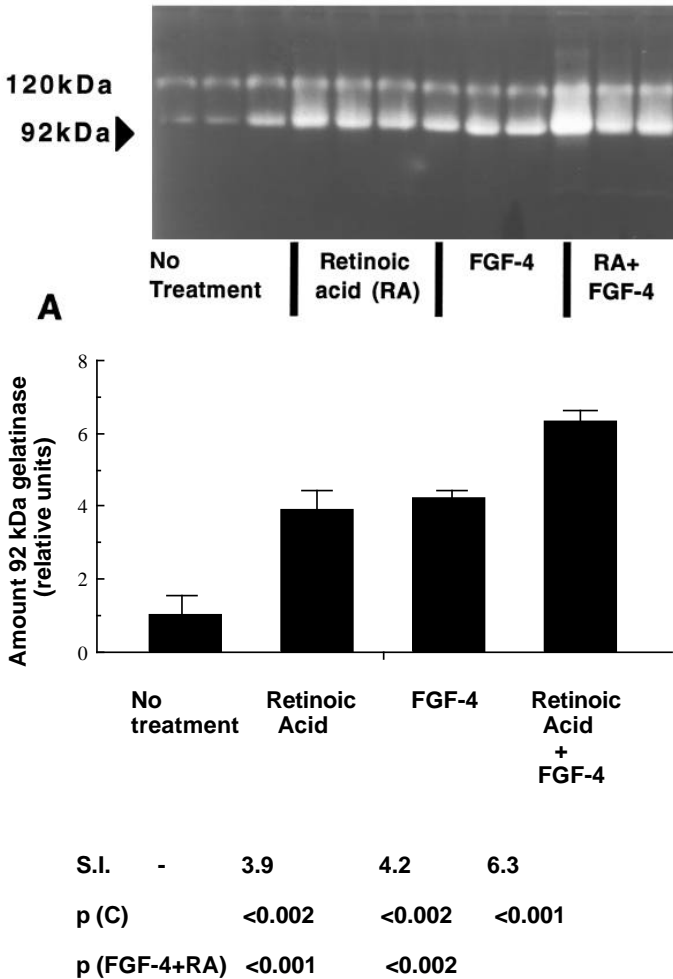 120kDa
92kDa
No Treatment
Retinoic acid (RA)
FGF-4
RA+ FGF-4
A
Amount 92 kDa gelatinase
(relative units)
8
6
4
2
0
No treatment
Retinoic Acid
FGF-4
Retinoic Acid + FGF-4
S.I. - 3.9 4.2 6.3
p (C) <0.002 <0.002 <0.001
p (FGF-4+RA) <0.001 <0.002